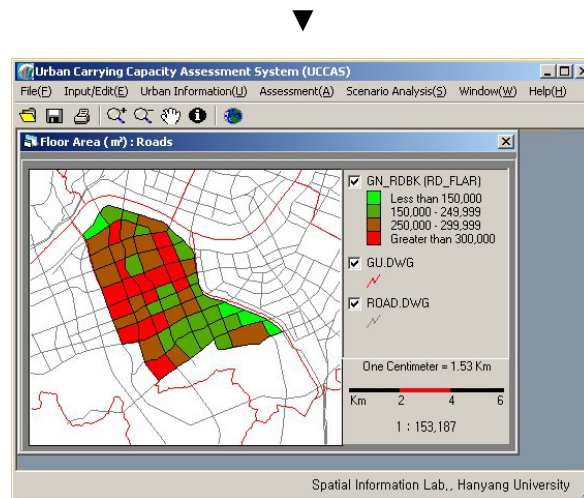 Urban Carrying Capacity Assessment System (UCCAS)
File(F) Input/Edit(E) Urban Information(U) Assessment(A) Scenario Analysis(S) Window(W) Help(H)
Floor Area ( m²) : Roads
GN_RDBK (RD_FLAR)
Less than 150,000
150,000 - 249,999
250,000 - 299,999
Greater than 300,000
GU.DWG
ROAD.DWG
One Centimeter = 1.53 Km
Km 2 4 6
1 : 153,187
Spatial Information Lab,, Hanyang University